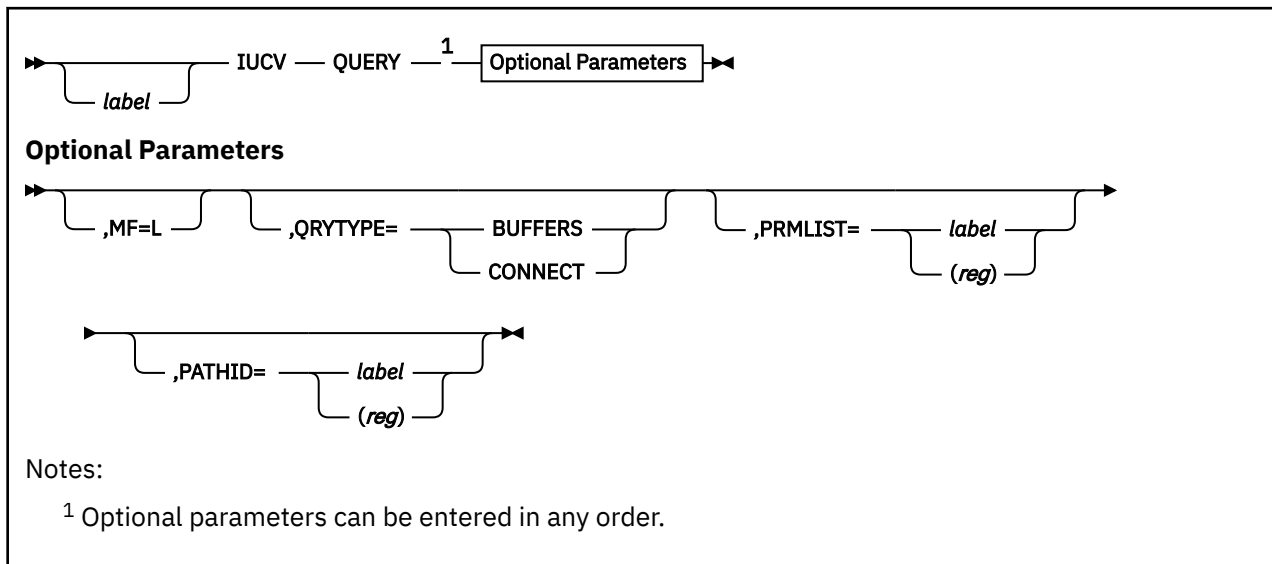 1
IUCV QUERY Optional Parameters
label
Optional Parameters
,MF=L ,QRYTYPE= BUFFERS ,PRMLIST= label
CONNECT (reg)
,PATHID= label
(reg)
Notes:
1 Optional parameters can be entered in any order.